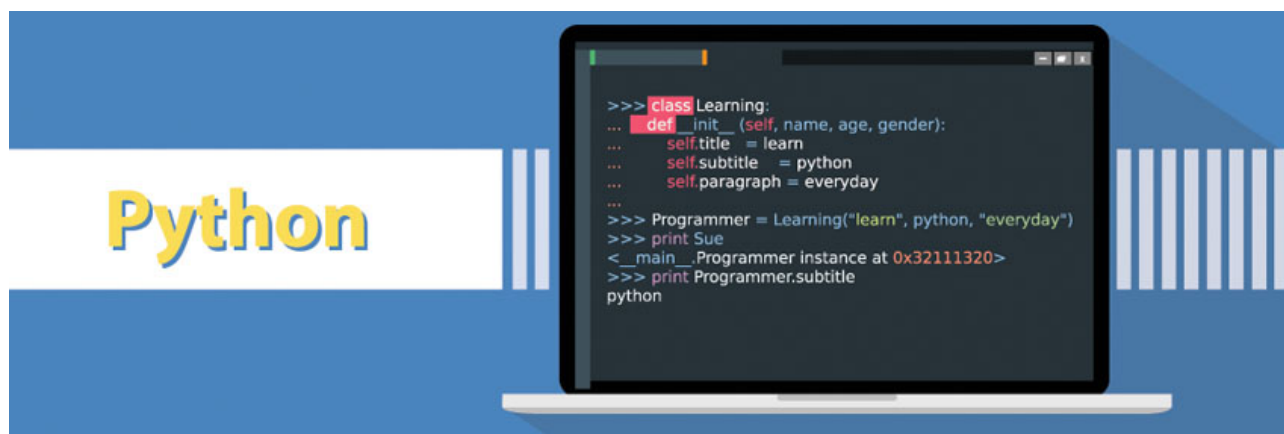 Python
>>> class Learning:
... def __init__ (self, name, age, gender):
... self.title = learn
... self.subtitle = python
... self.paragraph = everyday
...
>>> Programmer = Learning("learn", python, "everyday")
>>> print Sue
<__main__.Programmer instance at 0x32111320>
>>> print Programmer.subtitle
python